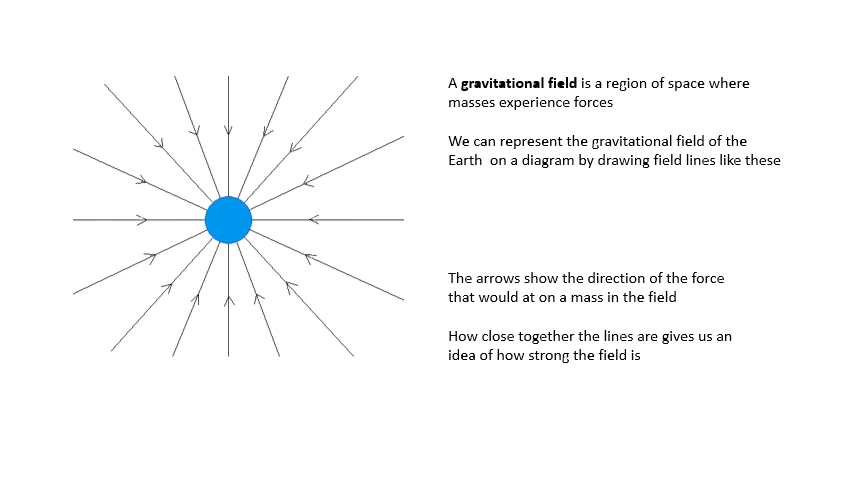 A gravitational field is a region of space where
masses experience forces
We can represent the gravitational field of the
Earth  on a diagram by drawing field lines like these
The arrows show the direction of the force
that would at on a mass in the field
How close together the lines are gives us an
idea of how strong the field is